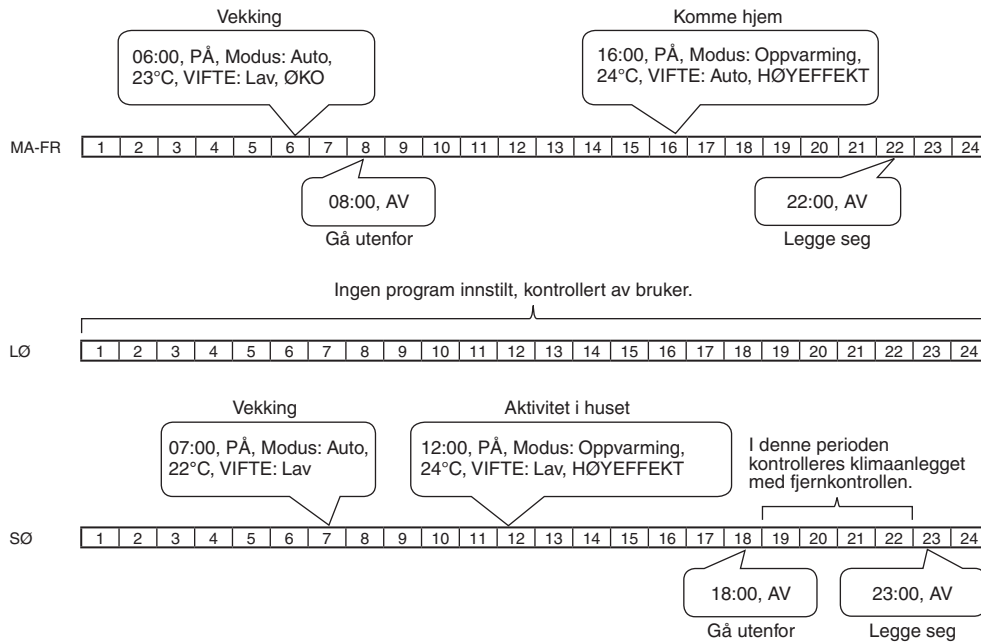 Vekking
06:00, PÅ, Modus: Auto,
23°C, VIFTE: Lav, ØKO
Komme hjem
16:00, PÅ, Modus: Oppvarming,
24°C, VIFTE: Auto, HØYEFFEKT
MA-FR 1 2 3 4 5 6 7 8 9 10 11 12 13 14 15 16 17 18 19 20 21 22 23 24
08:00, AV
Gå utenfor
22:00, AV
Legge seg
Ingen program innstilt, kontrollert av bruker.
LØ 1 2 3 4 5 6 7 8 9 10 11 12 13 14 15 16 17 18 19 20 21 22 23 24
Vekking
07:00, PÅ, Modus: Auto,
22°C, VIFTE: Lav
Aktivitet i huset
12:00, PÅ, Modus: Oppvarming,
24°C, VIFTE: Lav, HØYEFFEKT
I denne perioden
kontrolleres klimaanlegget
med fjernkontrollen.
SØ 1 2 3 4 5 6 7 8 9 10 11 12 13 14 15 16 17 18 19 20 21 22 23 24
18:00, AV
Gå utenfor
23:00, AV
Legge seg